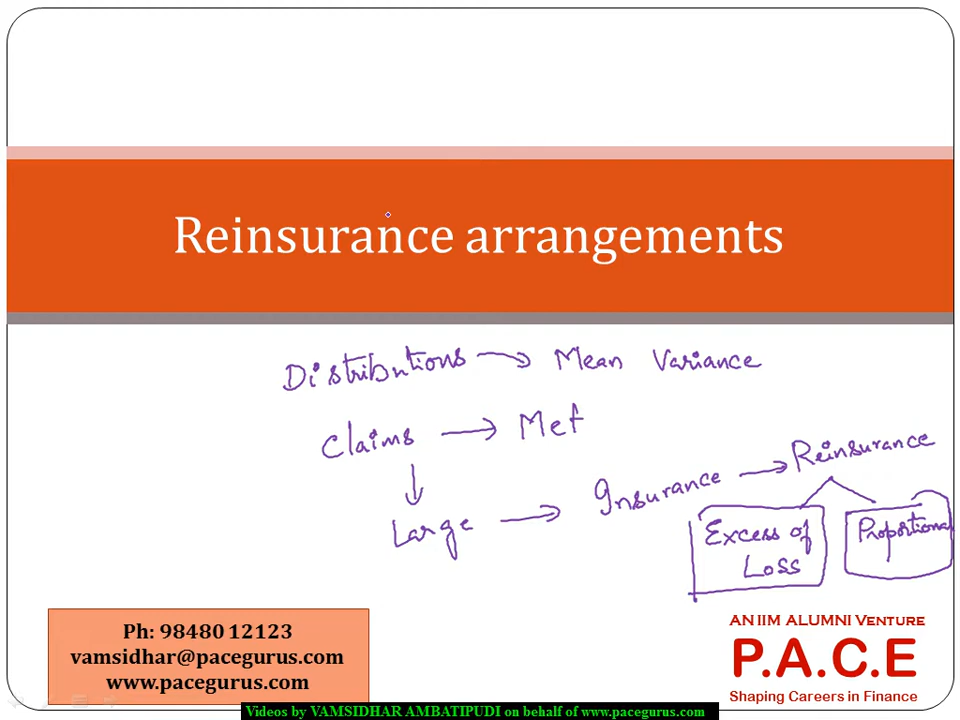 Reinsurance arrangements
Distributions → Mean Variance
Claims → Met
↓
Large → Insurance → Reinsurance
Excess of Loss
Proportional
Ph: 98480 12123
vamsidhar@pacegurus.com
www.pacegurus.com
AN IIM ALUMNI VENTURE
P.A.C.E
Shaping Careers in Finance
Videos by VAMSIDHAR AMBATIPUDI on behalf of www.pacegurus.com